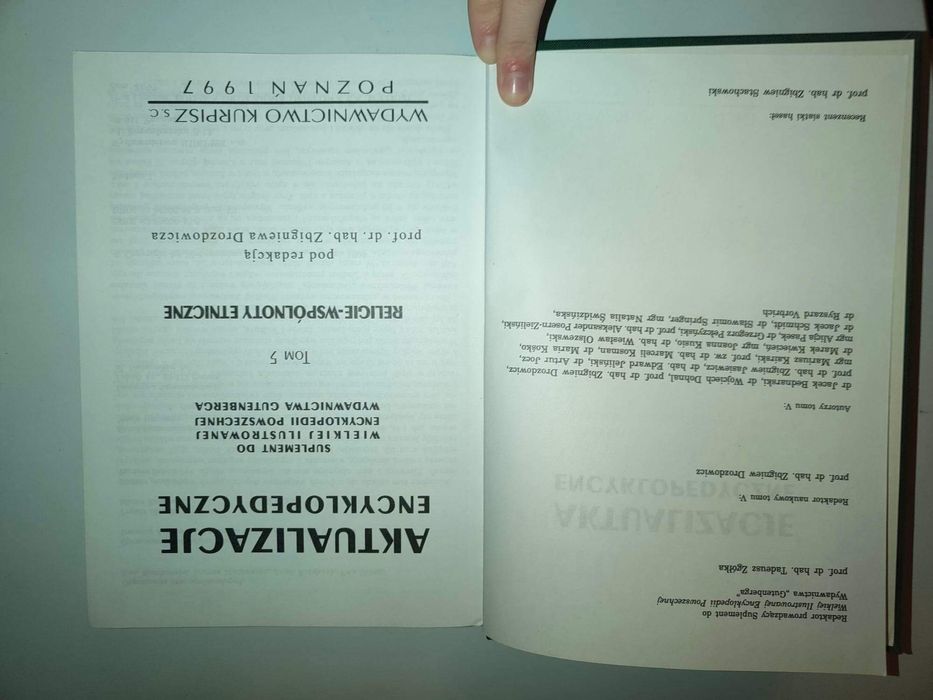 Redaktor prowadzący Suplement do
Wielkiej Ilustrowanej Encyklopedii Powszechnej
Wydawnictwa „Gutenberga"
prof. dr hab. Tadeusz Zgółka
Redaktor naukowy tomu V:
prof. dr hab. Zbigniew Drozdowicz
Autorzy tomu V:
dr Jacek Bednarski, dr Wojciech Dohnal, prof. dr hab. Zbigniew Drozdowicz,
prof. dr hab. Zbigniew Jasiewicz, dr hab. Edward Jeliński, dr Artur Jocz,
mgr Mariusz Kairski, prof. zw. dr hab. Marceli Kosman, dr Maria Kośko,
dr Marek Kwiecień, mgr Joanna Kusio, dr hab. Wiesław Olszewski,
mgr Alicja Pasek, dr Grzegorz Pełczyński, prof. dr hab. Aleksander Posern-Zieliński,
dr Jacek Schmidt, dr Sławomir Springer, mgr Natalia Świdzińska,
dr Ryszard Vorbrich
Recenzent siatki haseł:
prof. dr hab. Zbigniew Stachowski
AKTUALIZACJE
ENCYKLOPEDYCZNE
SUPLEMENT DO
WIELKIEJ ILUSTROWANEJ
ENCYKLOPEDII POWSZECHNEJ
WYDAWNICTWA GUTENBERGA
Tom 5
RELIGIE-WSPÓLNOTY ETNICZNE
pod redakcją
prof. dr. hab. Zbigniewa Drozdowicza
WYDAWNICTWO KURPISZ s.c.
POZNAŃ 1997